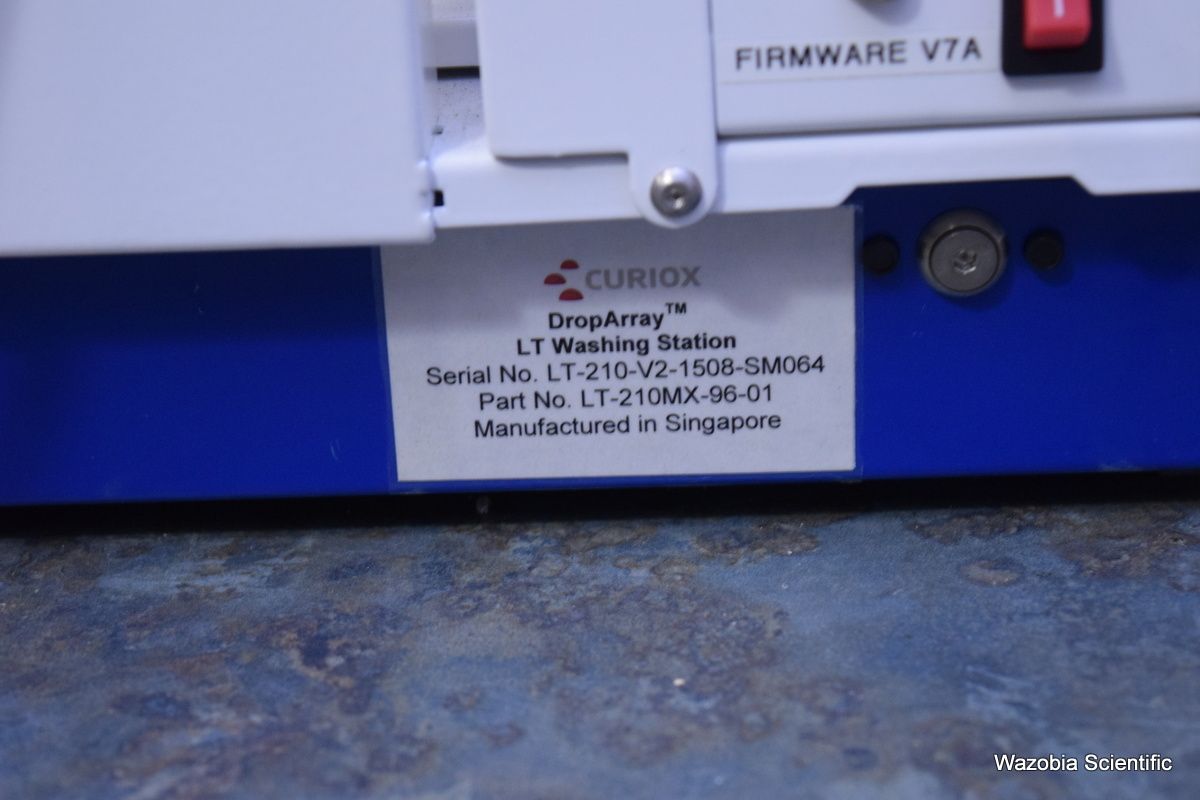 FIRMWARE V7A
CURIOX
DropArray™
LT Washing Station
Serial No. LT-210-V2-1508-SM064
Part No. LT-210MX-96-01
Manufactured in Singapore
Wazobia Scientific